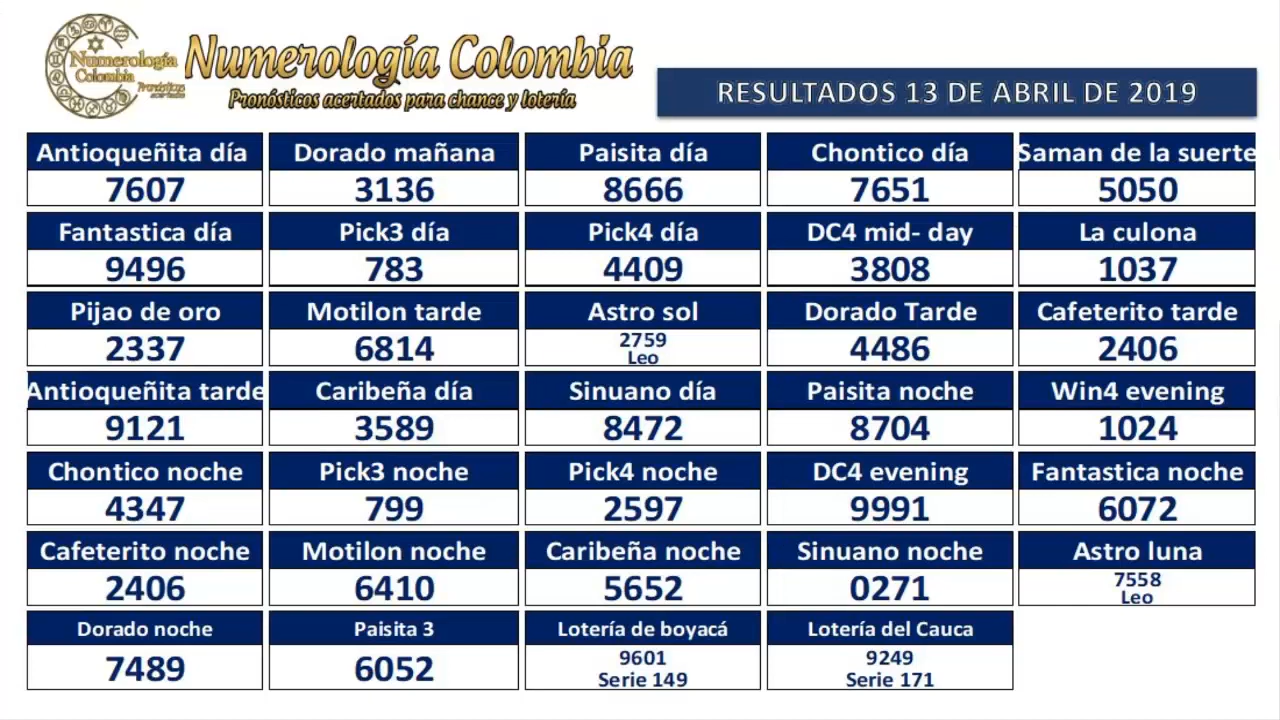 Numerología
Colombia
Pronósticos
Numerología Colombia
Pronósticos acertados para chance y lotería
RESULTADOS 13 DE ABRIL DE 2019
Antioqueñita día
7607
Dorado mañana
3136
Paisita día
8666
Chontico día
7651
Saman de la suerte
5050
Fantastica día
9496
Pick3 día
783
Pick4 día
4409
DC4 mid- day
3808
La culona
1037
Pijao de oro
2337
Motilon tarde
6814
Astro sol
2759
Leo
Dorado Tarde
4486
Cafeterito tarde
2406
Antioqueñita tarde
9121
Caribeña día
3589
Sinuano día
8472
Paisita noche
8704
Win4 evening
1024
Chontico noche
4347
Pick3 noche
799
Pick4 noche
2597
DC4 evening
9991
Fantastica noche
6072
Cafeterito noche
2406
Motilon noche
6410
Caribeña noche
5652
Sinuano noche
0271
Astro luna
7558
Leo
Dorado noche
7489
Paisita 3
6052
Lotería de boyacá
9601
Serie 149
Lotería del Cauca
9249
Serie 171